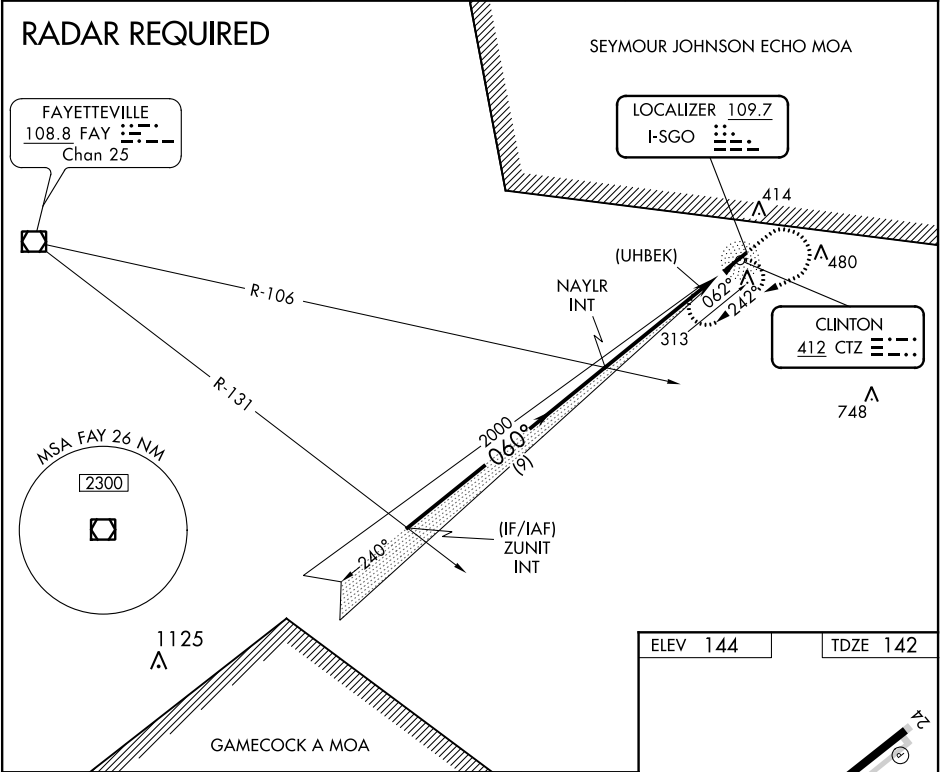 RADAR REQUIRED
SEYMOUR JOHNSON ECHO MOA
FAYETTEVILLE
108.8 FAY
Chan 25
LOCALIZER 109.7
I-SGO
414
(UHBEK)
480
NAYLR
INT
R-106
062°
242°
313
CLINTON
412 CTZ
R-131
748
2000
060°
(9)
MSA FAY 26 NM
2300
240°
(IF/IAF)
ZUNIT
INT
1125
ELEV 144
TDZE 142
24
GAMECOCK A MOA
P